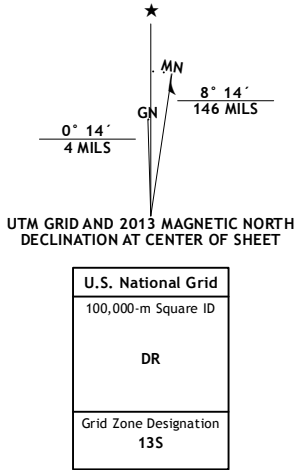 ★
MN
GN
8° 14´
146 MILS
0° 14´
4 MILS
UTM GRID AND 2013 MAGNETIC NORTH
DECLINATION AT CENTER OF SHEET
U.S. National Grid
100,000-m Square ID
DR
Grid Zone Designation
13S